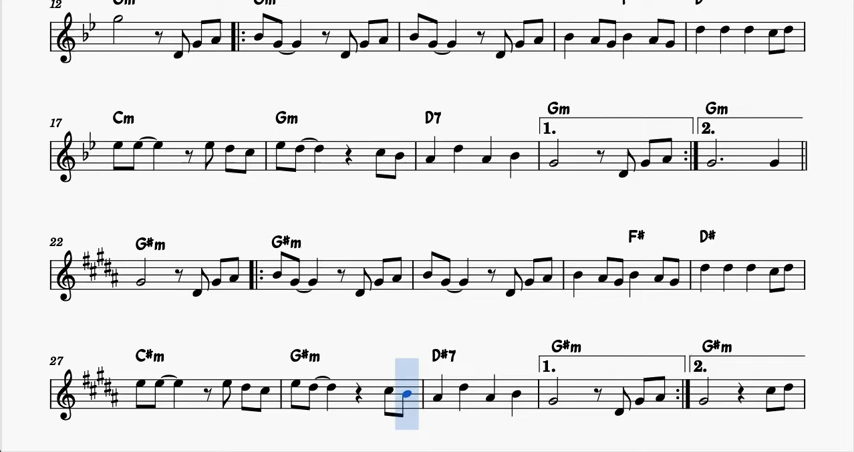 12 Gm Gm
17 Cm Gm D7 Gm Gm
1. 2.
22 G#m G#m F# D#
27 C#m G#m D#7 G#m G#m
1. 2.